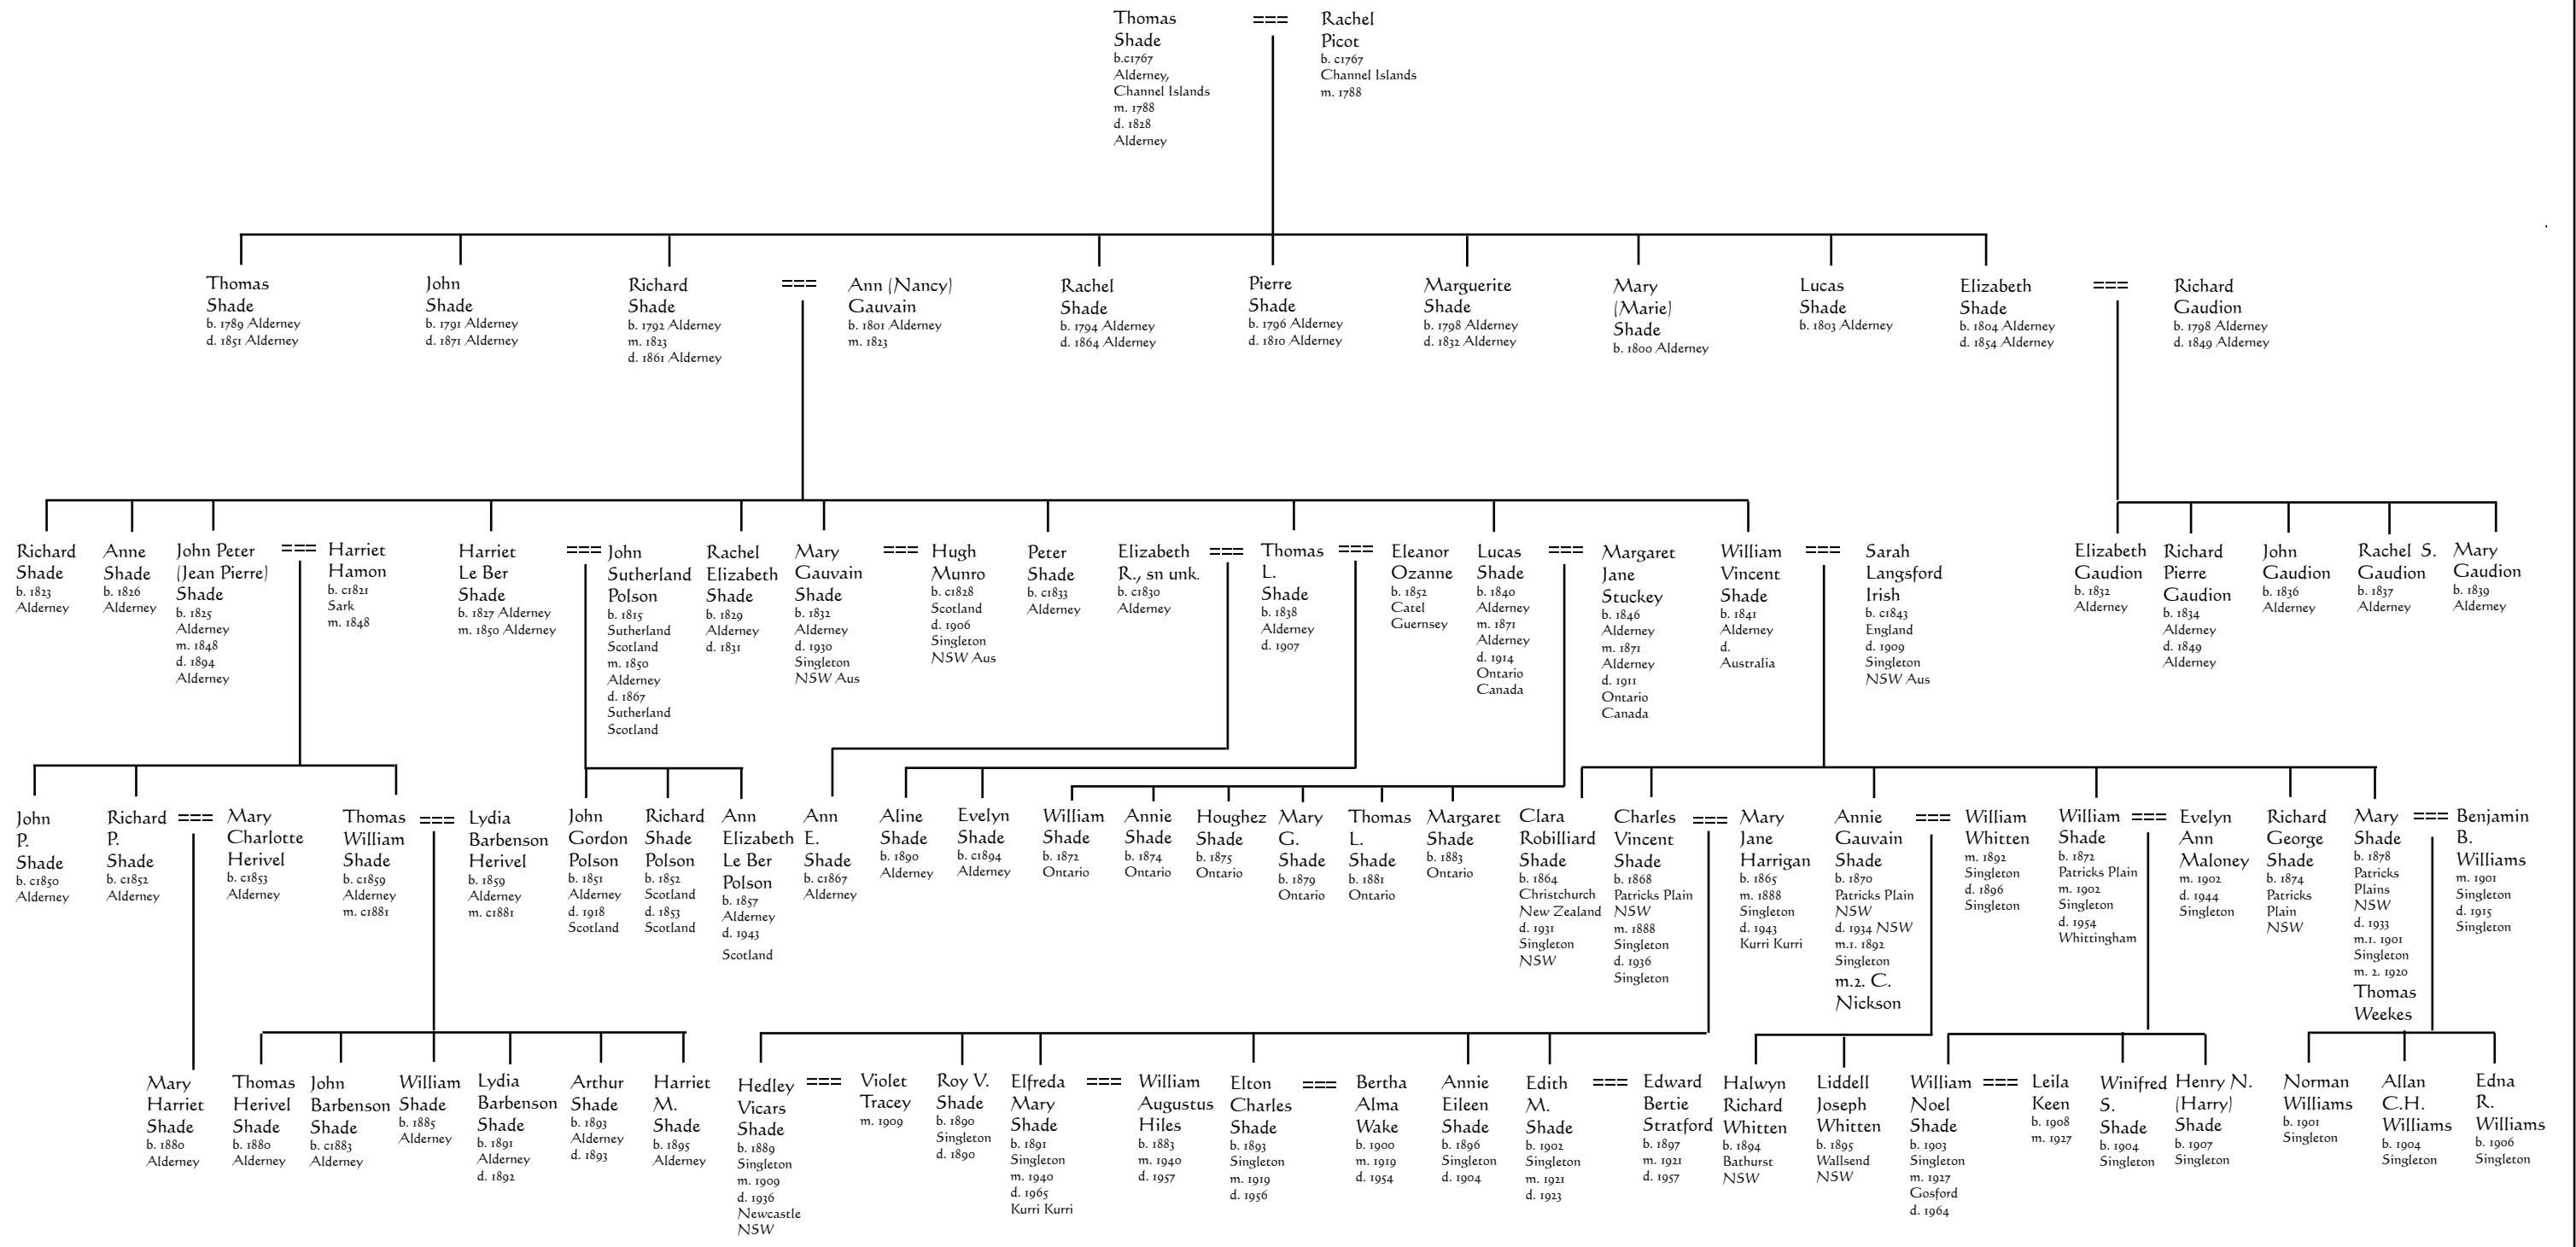 Thomas
Shade
b.c1767
Alderney,
Channel Islands
m. 1788
d. 1828
Alderney
===
Rachel
Picot
b. c1767
Channel Islands
m. 1788
Thomas
Shade
b. 1789 Alderney
d. 1851 Alderney
John
Shade
b. 1791 Alderney
d. 1871 Alderney
Richard
Shade
b. 1792 Alderney
m. 1823
d. 1861 Alderney
===
Ann (Nancy)
Gauvain
b. 1801 Alderney
m. 1823
Rachel
Shade
b. 1794 Alderney
d. 1864 Alderney
Pierre
Shade
b. 1796 Alderney
d. 1810 Alderney
Marguerite
Shade
b. 1798 Alderney
d. 1832 Alderney
Mary
(Marie)
Shade
b. 1800 Alderney
Lucas
Shade
b. 1803 Alderney
Elizabeth
Shade
b. 1804 Alderney
d. 1854 Alderney
===
Richard
Gaudion
b. 1798 Alderney
d. 1849 Alderney
Richard
Shade
b. 1823
Alderney
Anne
Shade
b. 1826
Alderney
John Peter
(Jean Pierre)
Shade
b. 1825
Alderney
m. 1848
d. 1894
Alderney
===
Harriet
Hamon
b. c1821
Sark
m. 1848
Harriet
Le Ber
Shade
b. 1827 Alderney
m. 1850 Alderney
===
John
Sutherland
Polson
b. 1815
Sutherland
Scotland
m. 1850
Alderney
d. 1867
Sutherland
Scotland
Rachel
Elizabeth
Shade
b. 1829
Alderney
d. 1831
Mary
Gauvain
Shade
b. 1832
Alderney
d. 1930
Singleton
NSW Aus
===
Hugh
Munro
b. c1828
Scotland
d. 1906
Singleton
NSW Aus
Peter
Shade
b. c1833
Alderney
Elizabeth
R., sn unk.
b. c1830
Alderney
===
Thomas
L.
Shade
b. 1838
Alderney
d. 1907
===
Eleanor
Ozanne
b. 1852
Catel
Guernsey
Lucas
Shade
b. 1840
Alderney
m. 1871
Alderney
d. 1914
Ontario
Canada
===
Margaret
Jane
Stuckey
b. 1846
Alderney
m. 1871
Alderney
d. 1911
Ontario
Canada
William
Vincent
Shade
b. 1841
Alderney
d.
Australia
===
Sarah
Langsford
Irish
b. c1843
England
d. 1909
Singleton
NSW Aus
Elizabeth
Gaudion
b. 1832
Alderney
Richard
Pierre
Gaudion
b. 1834
Alderney
d. 1849
Alderney
John
Gaudion
b. 1836
Alderney
Rachel S.
Gaudion
b. 1837
Alderney
Mary
Gaudion
b. 1839
Alderney
John
P.
Shade
b. c1850
Alderney
Richard
P.
Shade
b. c1852
Alderney
===
Mary
Charlotte
Herivel
b. c1853
Alderney
Thomas
William
Shade
b. c1859
Alderney
m. c1881
===
Lydia
Barbenson
Herivel
b. 1859
Alderney
m. c1881
John
Gordon
Polson
b. 1851
Alderney
d. 1918
Scotland
Richard
Shade
Polson
b. 1852
Scotland
d. 1853
Scotland
Ann
Elizabeth
Le Ber
Polson
b. 1857
Alderney
d. 1943
Scotland
Ann
E.
Shade
b. c1867
Alderney
Aline
Shade
b. 1890
Alderney
Evelyn
Shade
b. c1894
Alderney
William
Shade
b. 1872
Ontario
Annie
Shade
b. 1874
Ontario
Houghez
Shade
b. 1875
Ontario
Mary
G.
Shade
b. 1879
Ontario
Thomas
L.
Shade
b. 1881
Ontario
Margaret
Shade
b. 1883
Ontario
Clara
Robilliard
Shade
b. 1864
Christchurch
New Zealand
d. 1931
Singleton
NSW
Charles
Vincent
Shade
b. 1868
Patricks Plain
NSW
m. 1888
Singleton
d. 1936
Singleton
===
Mary
Jane
Harrigan
b. 1865
m. 1888
Singleton
d. 1943
Kurri Kurri
Annie
Gauvain
Shade
b. 1870
Patricks Plain
NSW
d. 1934 NSW
m.1. 1892
Singleton
m.2. C.
Nickson
===
William
Whitten
m. 1892
Singleton
d. 1896
Singleton
William
Shade
b. 1872
Patricks Plain
m. 1902
Singleton
d. 1954
Whittingham
===
Evelyn
Ann
Maloney
m. 1902
d. 1944
Singleton
Richard
George
Shade
b. 1874
Patricks
Plain
NSW
Mary
Shade
b. 1878
Patricks
Plains
NSW
d. 1933
m.1. 1901
Singleton
m. 2. 1920
Thomas
Weekes
===
Benjamin
B.
Williams
m. 1901
Singleton
d. 1915
Singleton
Mary
Harriet
Shade
b. 1880
Alderney
Thomas
Herivel
Shade
b. 1880
Alderney
John
Barbenson
Shade
b. c1883
Alderney
William
Shade
b. 1885
Alderney
Lydia
Barbenson
Shade
b. 1891
Alderney
d. 1892
Arthur
Shade
b. 1893
Alderney
d. 1893
Harriet
M.
Shade
b. 1895
Alderney
Hedley
Vicars
Shade
b. 1889
Singleton
m. 1909
d. 1936
Newcastle
NSW
===
Violet
Tracey
m. 1909
Roy V.
Shade
b. 1890
Singleton
d. 1890
Elfreda
Mary
Shade
b. 1891
Singleton
m. 1940
d. 1965
Kurri Kurri
===
William
Augustus
Hiles
b. 1883
m. 1940
d. 1957
Elton
Charles
Shade
b. 1893
Singleton
m. 1919
d. 1956
===
Bertha
Alma
Wake
b. 1900
m. 1919
d. 1954
Annie
Eileen
Shade
b. 1896
Singleton
d. 1904
Edith
M.
Shade
b. 1902
Singleton
m. 1921
d. 1923
===
Edward
Bertie
Stratford
b. 1897
m. 1921
d. 1957
Halwyn
Richard
Whitten
b. 1894
Bathurst
NSW
Liddell
Joseph
Whitten
b. 1895
Wallsend
NSW
William
Noel
Shade
b. 1903
Singleton
m. 1927
Gosford
d. 1964
===
Leila
Keen
b. 1908
m. 1927
Winifred
S.
Shade
b. 1904
Singleton
Henry N.
(Harry)
Shade
b. 1907
Singleton
Norman
Williams
b. 1901
Singleton
Allan
C.H.
Williams
b. 1904
Singleton
Edna
R.
Williams
b. 1906
Singleton